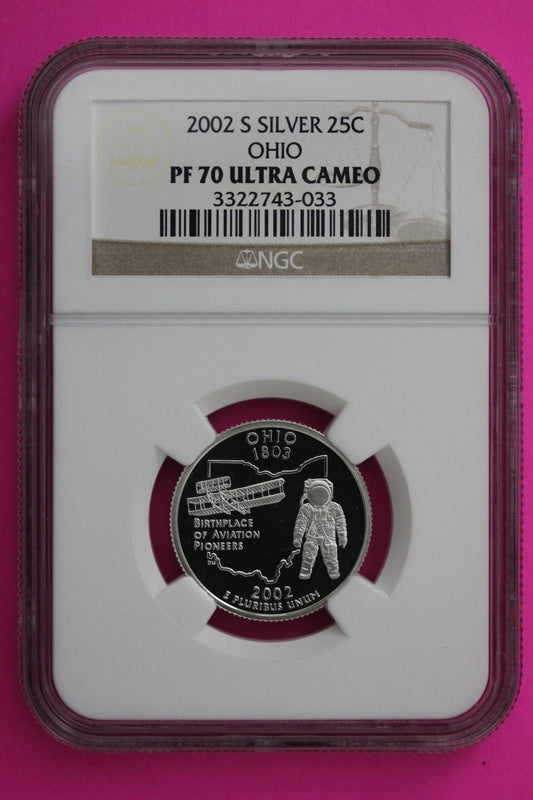 2002 S SILVER 25C
OHIO
PF 70 ULTRA CAMEO
3322743-033
NGC
OHIO
1803
BIRTHPLACE
OF AVIATION
PIONEERS
2002
E PLURIBUS UNUM